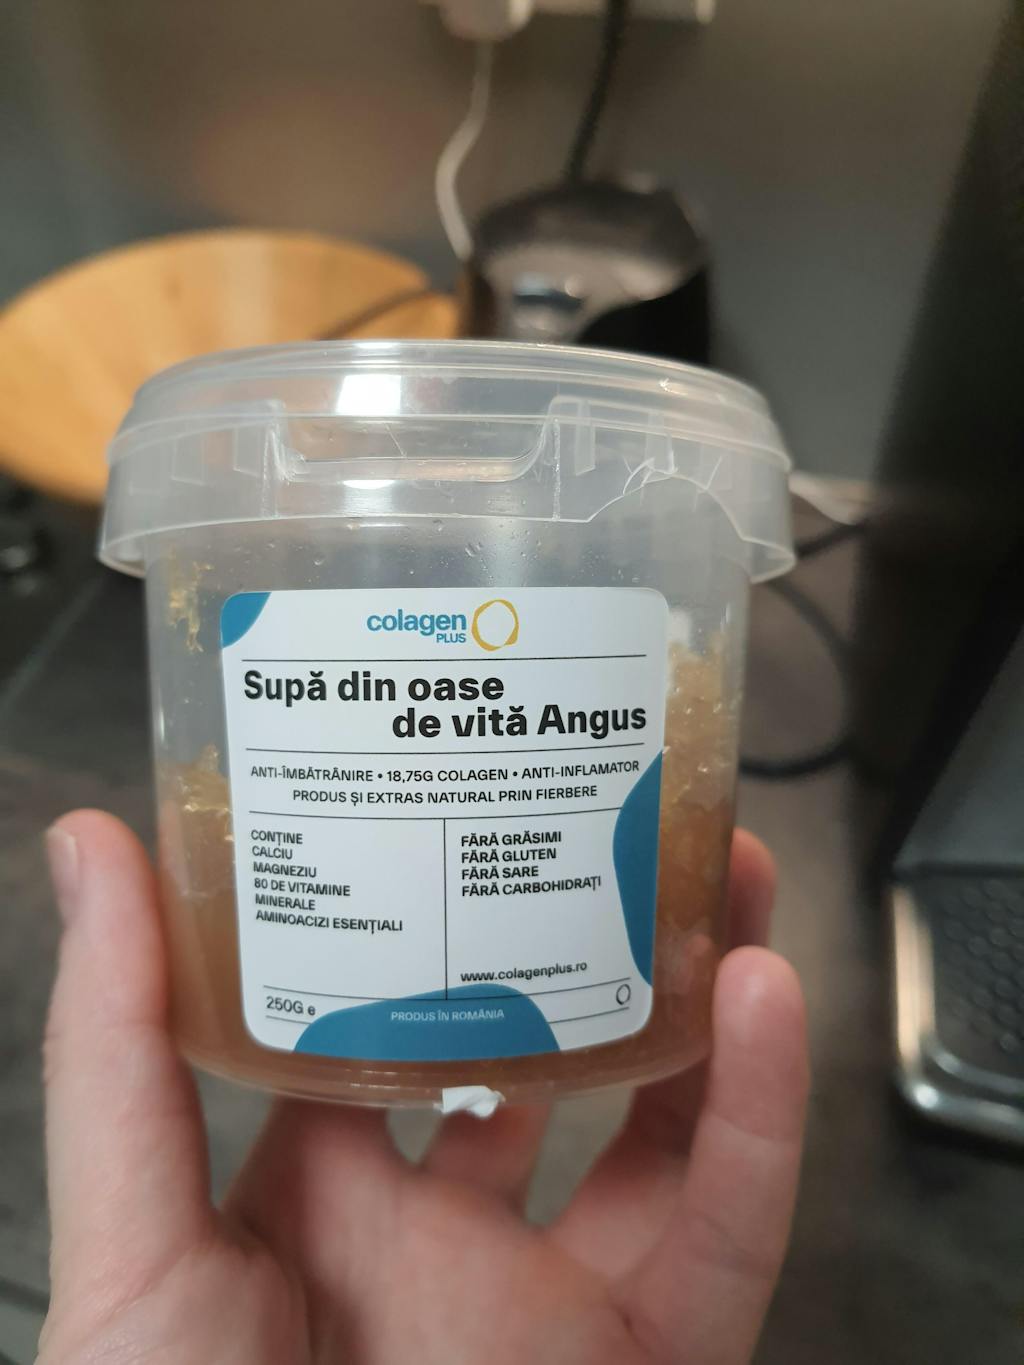 colagen
PLUS
Supă din oase
de vită Angus
ANTI-ÎMBĂTRÂNIRE • 18,75G COLAGEN • ANTI-INFLAMATOR
PRODUS ȘI EXTRAS NATURAL PRIN FIERBERE
CONȚINE
CALCIU
MAGNEZIU
80 DE VITAMINE
MINERALE
AMINOACIZI ESENȚIALI
FĂRĂ GRĂSIMI
FĂRĂ GLUTEN
FĂRĂ SARE
FĂRĂ CARBOHIDRAȚI
www.colagenplus.ro
250G e
PRODUS ÎN ROMÂNIA